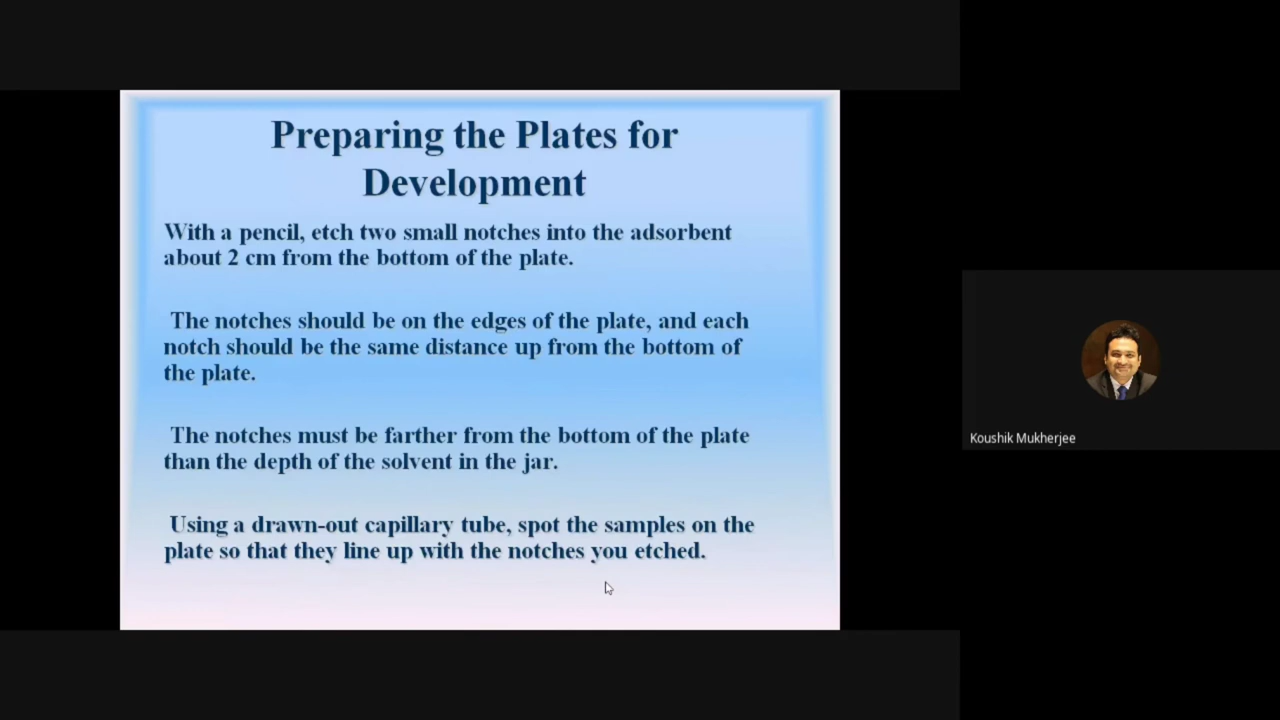 Preparing the Plates for
Development
With a pencil, etch two small notches into the adsorbent
about 2 cm from the bottom of the plate.
The notches should be on the edges of the plate, and each
notch should be the same distance up from the bottom of
the plate.
The notches must be farther from the bottom of the plate
than the depth of the solvent in the jar.
Using a drawn-out capillary tube, spot the samples on the
plate so that they line up with the notches you etched.
Koushik Mukherjee